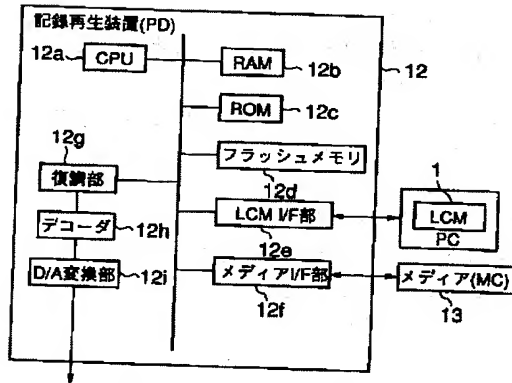 記録再生装置(PD)
12a
CPU
RAM
12b
12
ROM
12c
12g
復調部
フラッシュメモリ
12d
1
デコーダ
12h
LCM I/F部
12e
LCM
PC
D/A変換部
12i
メディアI/F部
12f
メディア(MC)
13